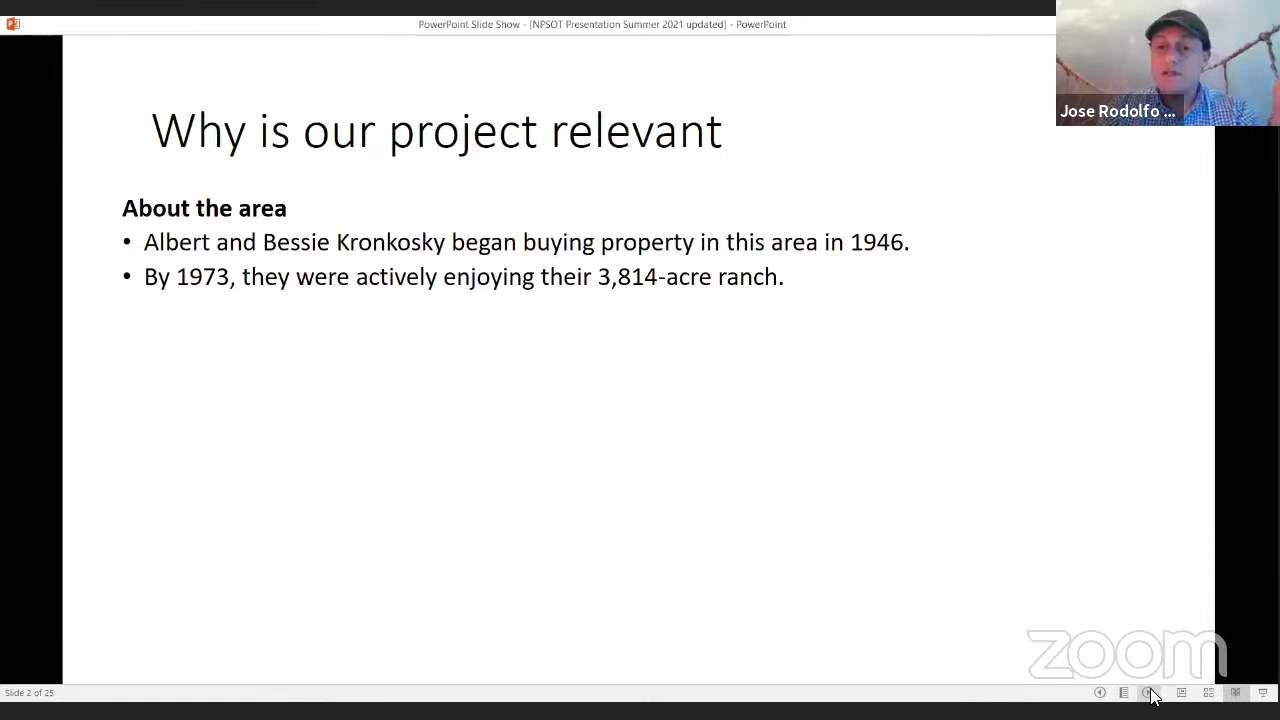 PowerPoint Slide Show - [NPSOT Presentation Summer 2021 updated] - PowerPoint
Jose Rodolfo ...
Why is our project relevant
About the area
• Albert and Bessie Kronkosky began buying property in this area in 1946.
• By 1973, they were actively enjoying their 3,814-acre ranch.
zoom
Slide 2 of 25